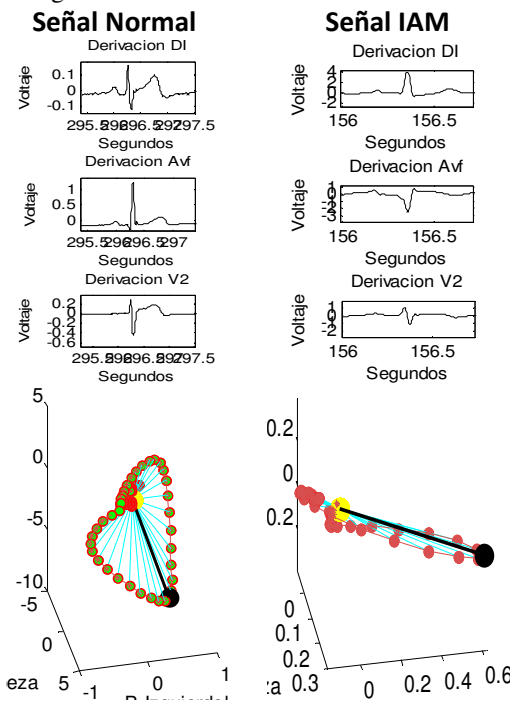 Señal Normal Señal IAM
Derivacion DI Derivacion DI
Voltaje 0.1 0 -0.1
Voltaje 4 2 0 -2
297.5
156 156.5
Segundos Segundos
Derivacion Avf Derivacion Avf
Voltaje 1 0.5 0
Voltaje 1 0
297
156 156.5
Segundos Segundos
Derivacion V2 Derivacion V2
Voltaje 0.2 0 -0.2 -0.4 -0.6
Voltaje 1 0 -2
297.5
156 156.5
Segundos Segundos
5
0
-5
-10
-5
0
eza 5 -1 0 1
0.2
0
0.2
0
0.1
0.2
0.3 0 0.2 0.4 0.6